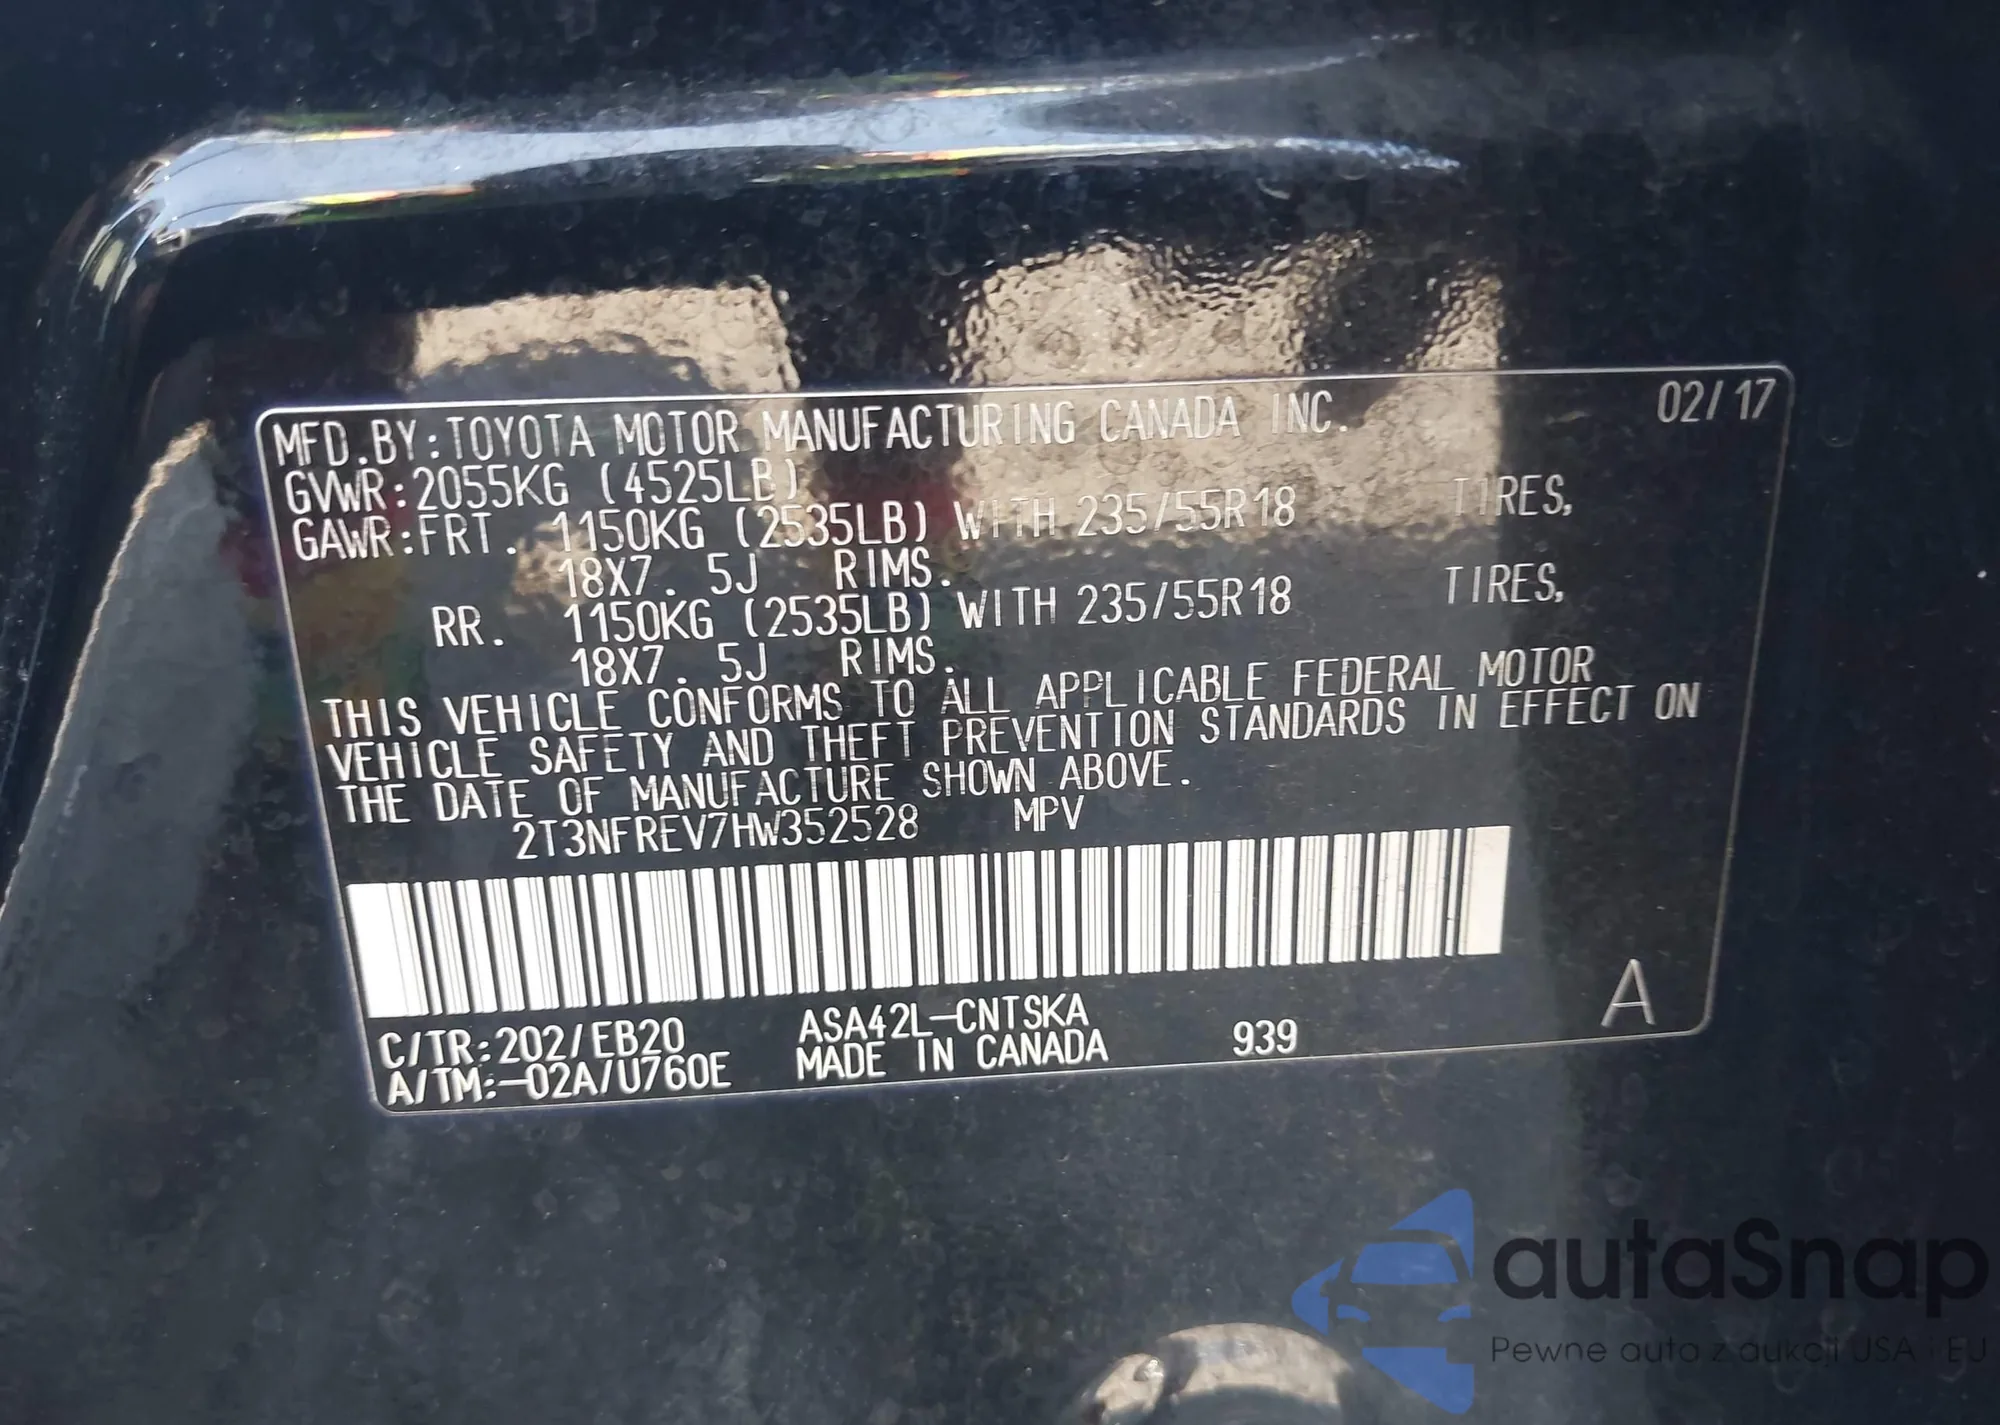 MFD.BY:TOYOTA MOTOR MANUFACTURING CANADA INC. 02/17
GVWR:2055KG (4525LB)
GAWR:FRT. 1150KG (2535LB) WITH 235/55R18 TIRES,
18X7. 5J RIMS.
RR. 1150KG (2535LB) WITH 235/55R18 TIRES,
18X7. 5J RIMS.
THIS VEHICLE CONFORMS TO ALL APPLICABLE FEDERAL MOTOR
VEHICLE SAFETY AND THEFT PREVENTION STANDARDS IN EFFECT ON
THE DATE OF MANUFACTURE SHOWN ABOVE.
2T3NFREV7HW352528 MPV
C/TR:202/EB20 ASA42L-CNTSKA 939 A
A/TM:-02A/U760E MADE IN CANADA
autaSnap
Pewne auta z aukcji USA i EU